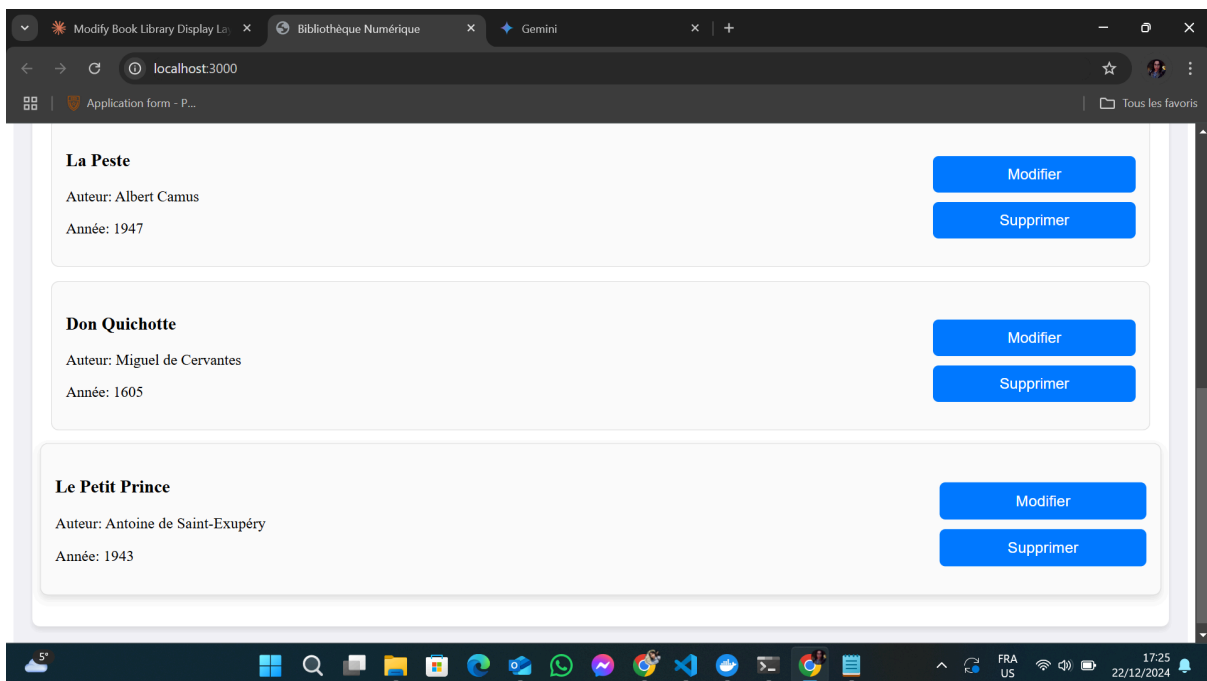 Modify Book Library Display La
Bibliothèque Numérique
Gemini
localhost:3000
Application form - P...
Tous les favoris
La Peste
Auteur: Albert Camus
Année: 1947
Modifier
Supprimer
Don Quichotte
Auteur: Miguel de Cervantes
Année: 1605
Modifier
Supprimer
Le Petit Prince
Auteur: Antoine de Saint-Exupéry
Année: 1943
Modifier
Supprimer
5°
FRA
US
17:25
22/12/2024